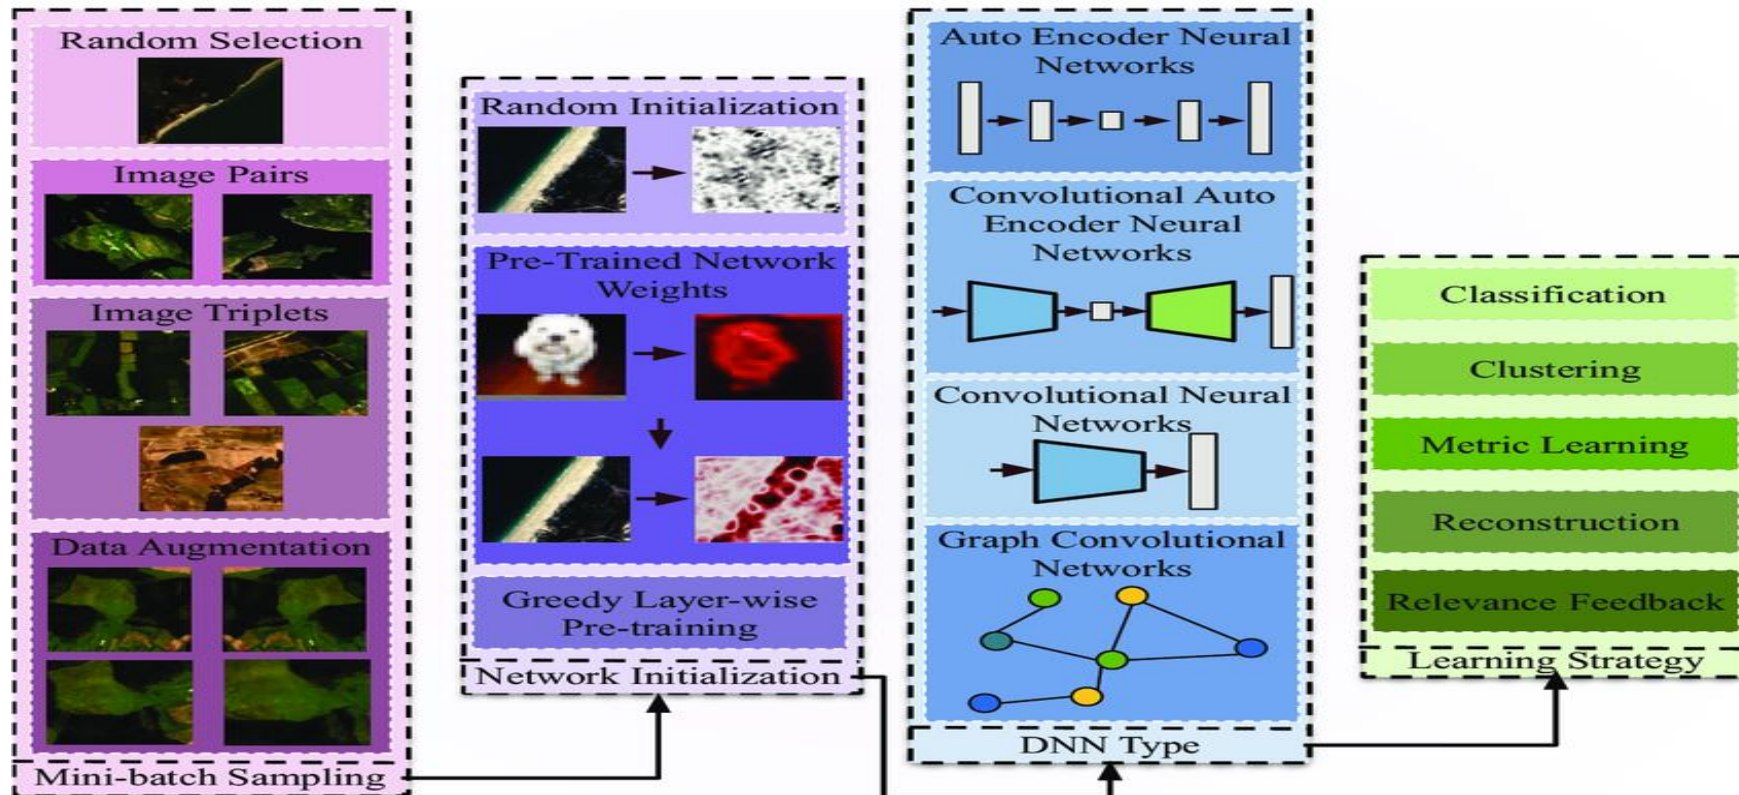 Random Selection
Image Pairs
Image Triplets
Data Augmentation
Mini-batch Sampling
Random Initialization
Pre-Trained Network
Weights
Greedy Layer-wise
Pre-training
Network Initialization
Auto Encoder Neural
Networks
Convolutional Auto
Encoder Neural
Networks
Convolutional Neural
Networks
Graph Convolutional
Networks
DNN Type
Classification
Clustering
Metric Learning
Reconstruction
Relevance Feedback
Learning Strategy